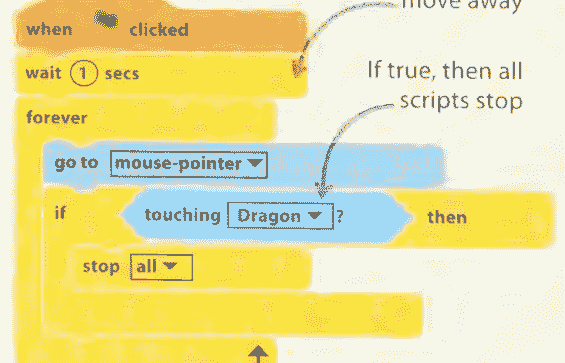 move away
when clicked
wait 1 secs
If true, then all
scripts stop
forever
go to mouse-pointer
if touching Dragon ? then
stop all